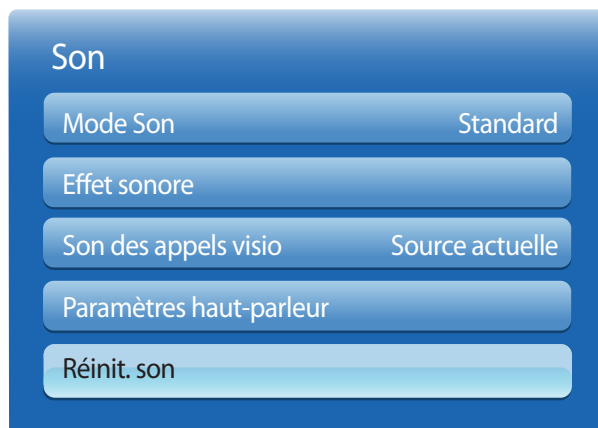 Son
Mode Son Standard
Effet sonore
Son des appels visio Source actuelle
Paramètres haut-parleur
Réinit. son